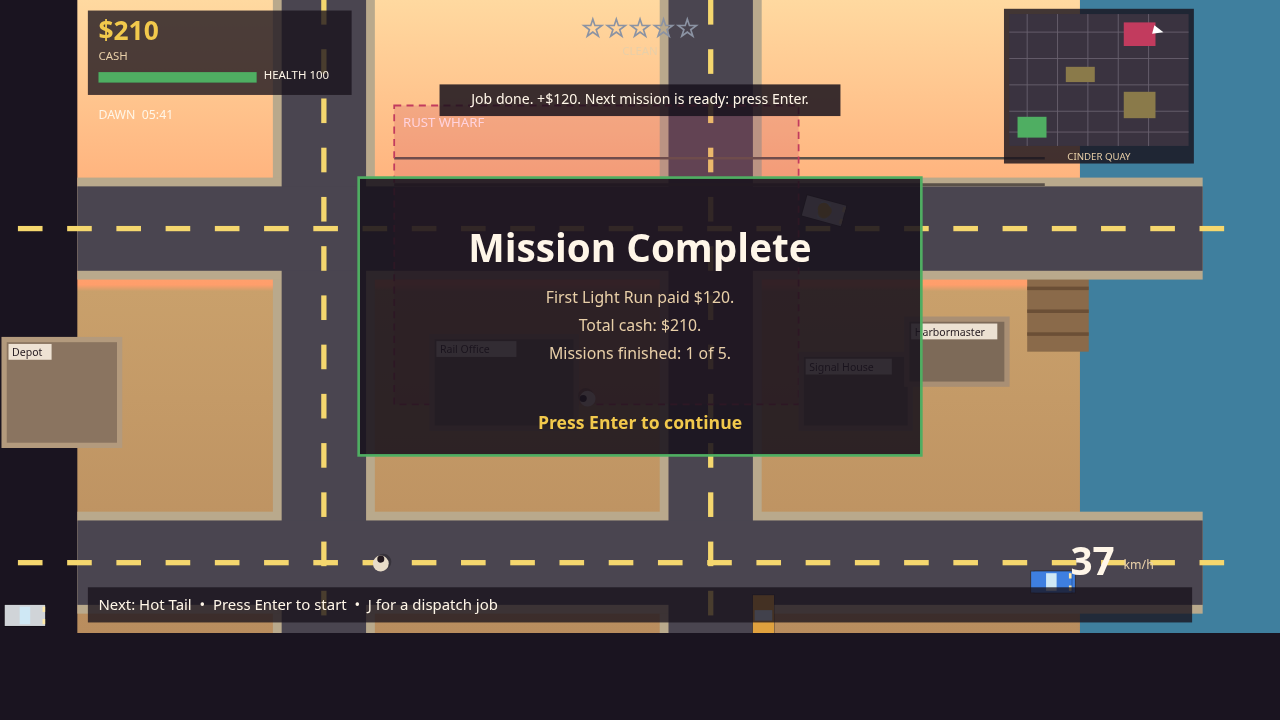 $210
CASH
HEALTH 100
DAWN 05:41
Job done. +$120. Next mission is ready: press Enter.
RUST WHARF
CINDER QUAY
Mission Complete
First Light Run paid $120.
Total cash: $210.
Missions finished: 1 of 5.
Press Enter to continue
Depot
Rail Office
Signal House
Harbormaster
37 km/h
Next: Hot Tail • Press Enter to start • J for a dispatch job